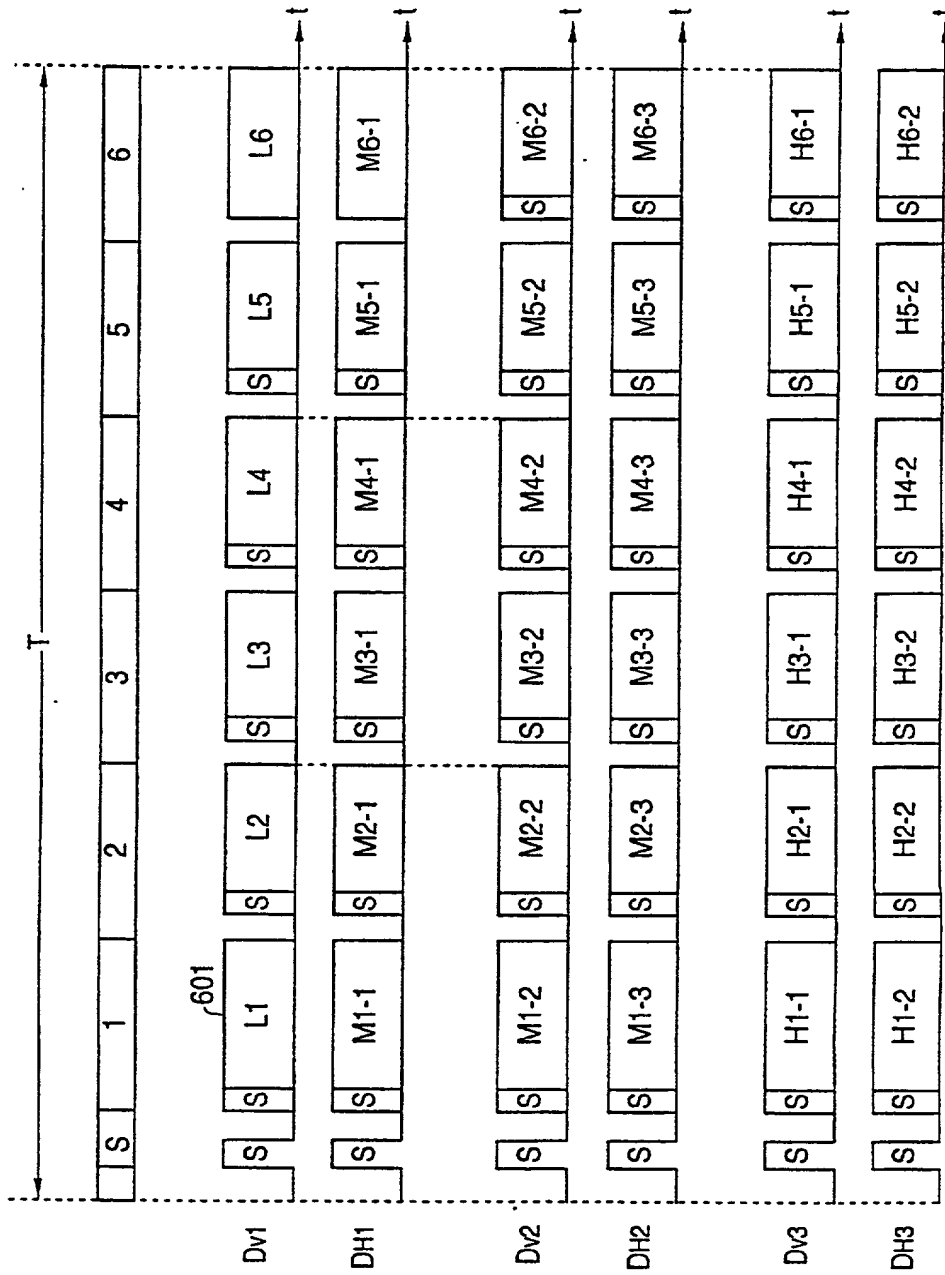 T
S 1 2 3 4 5 6
601
Dv1 S S L1 S L2 S L3 S L4 S L5 L6 t
DH1 S S M1-1 S M2-1 S M3-1 S M4-1 S M5-1 M6-1 t
Dv2 S S M1-2 S M2-2 S M3-2 S M4-2 S M5-2 S M6-2 t
DH2 S S M1-3 S M2-3 S M3-3 S M4-3 S M5-3 S M6-3 t
Dv3 S S H1-1 S H2-1 S H3-1 S H4-1 S H5-1 S H6-1 t
DH3 S S H1-2 S H2-2 S H3-2 S H4-2 S H5-2 S H6-2 t